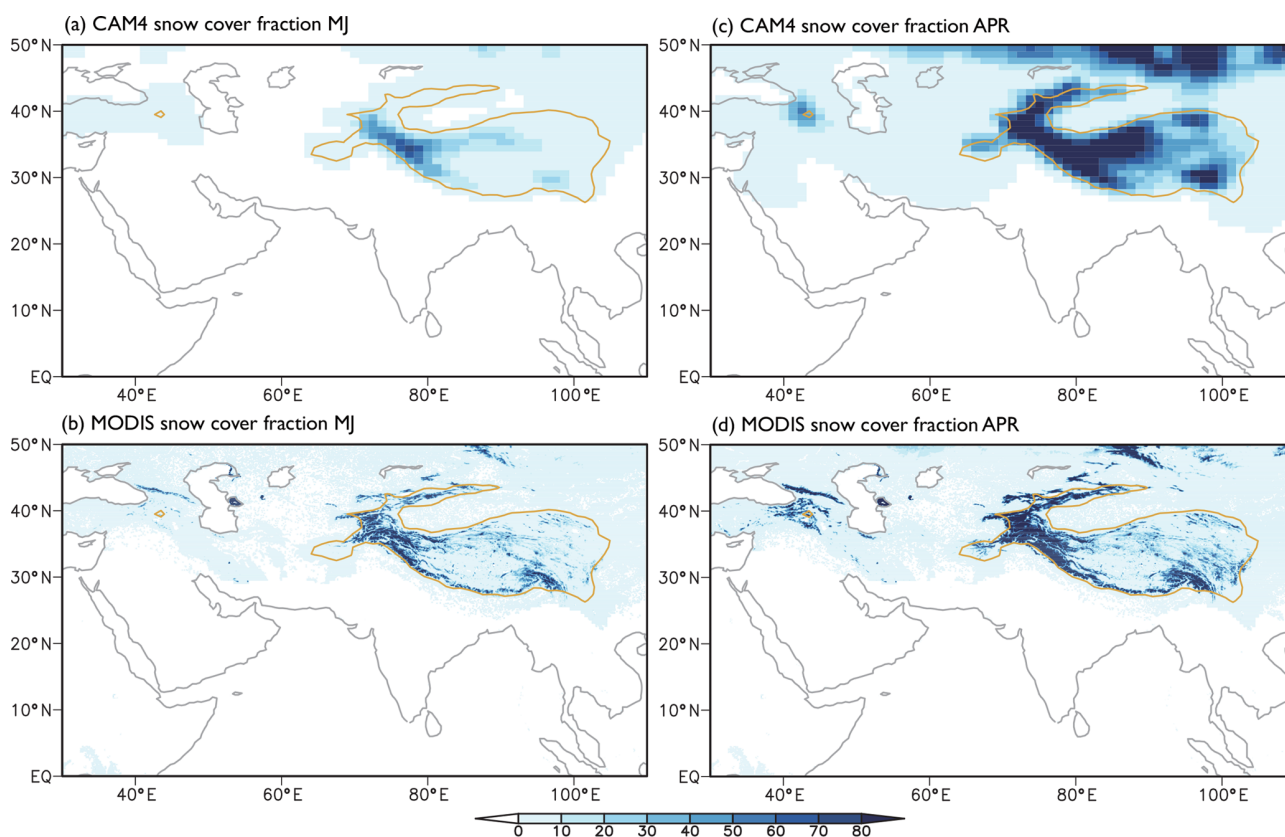 (a) CAM4 snow cover fraction MJ
50°N
40°N
30°N
20°N
10°N
EQ
40°E 60°E 80°E 100°E
(c) CAM4 snow cover fraction APR
50°N
40°N
30°N
20°N
10°N
EQ
40°E 60°E 80°E 100°E
(b) MODIS snow cover fraction MJ
50°N
40°N
30°N
20°N
10°N
EQ
40°E 60°E 80°E 100°E
(d) MODIS snow cover fraction APR
50°N
40°N
30°N
20°N
10°N
EQ
40°E 60°E 80°E 100°E
0 10 20 30 40 50 60 70 80